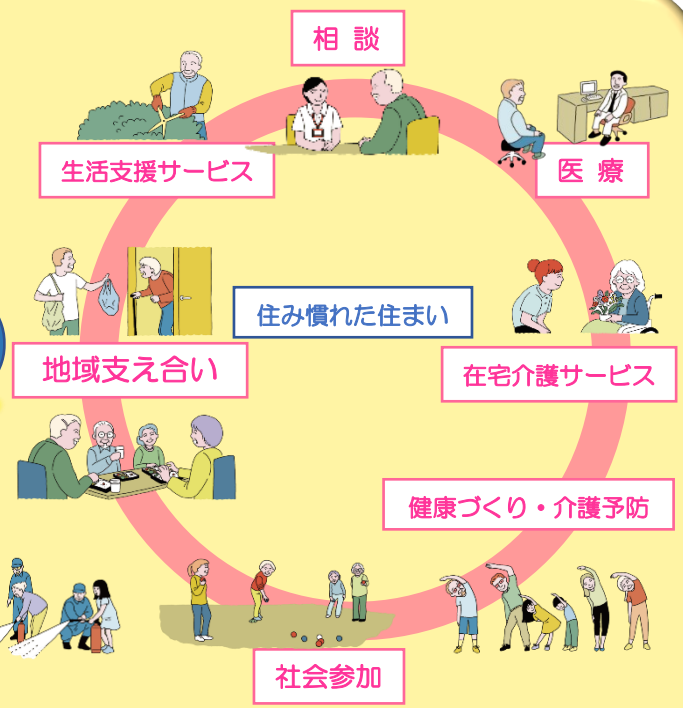 相 談
生活支援サービス
医 療
住み慣れた住まい
地域支え合い
在宅介護サービス
健康づくり・介護予防
社会参加